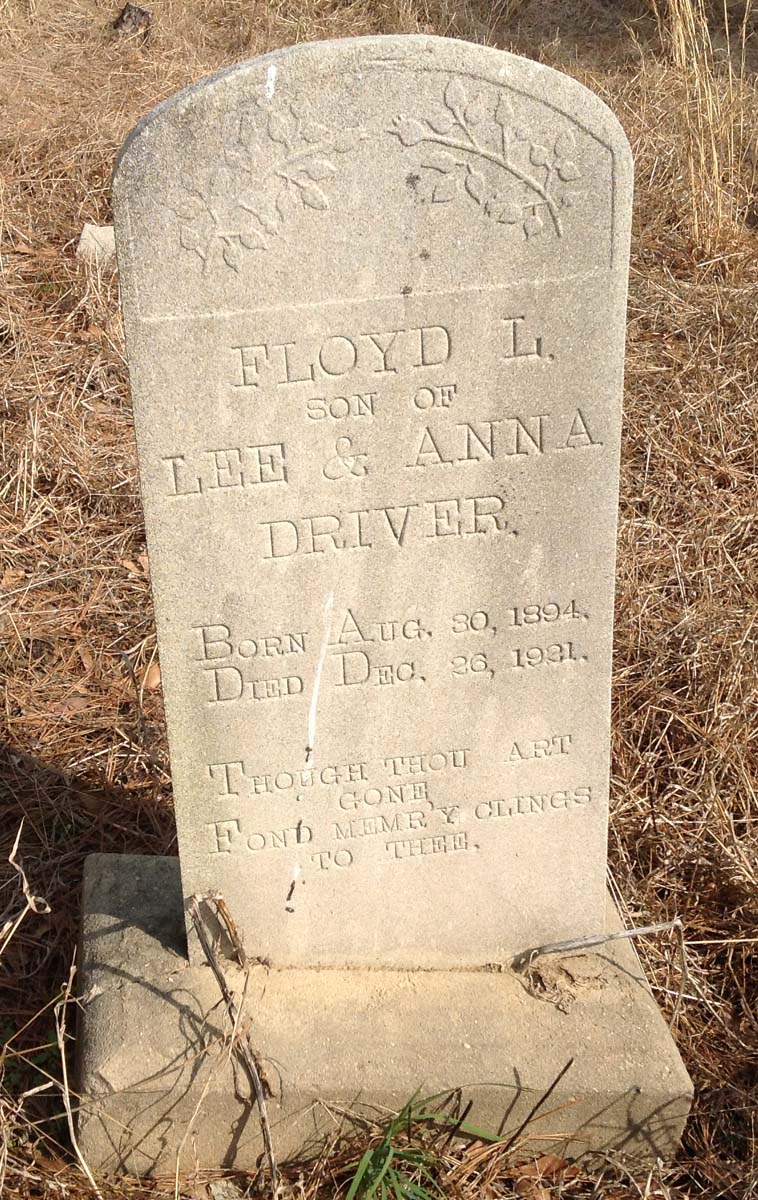 FLOYD L.
SON OF
LEE & ANNA
DRIVER.
BORN AUG. 30, 1894.
DIED DEC. 26, 1921.
THOUGH THOU ART
GONE,
FOND MEMR'Y CLINGS
TO THEE.